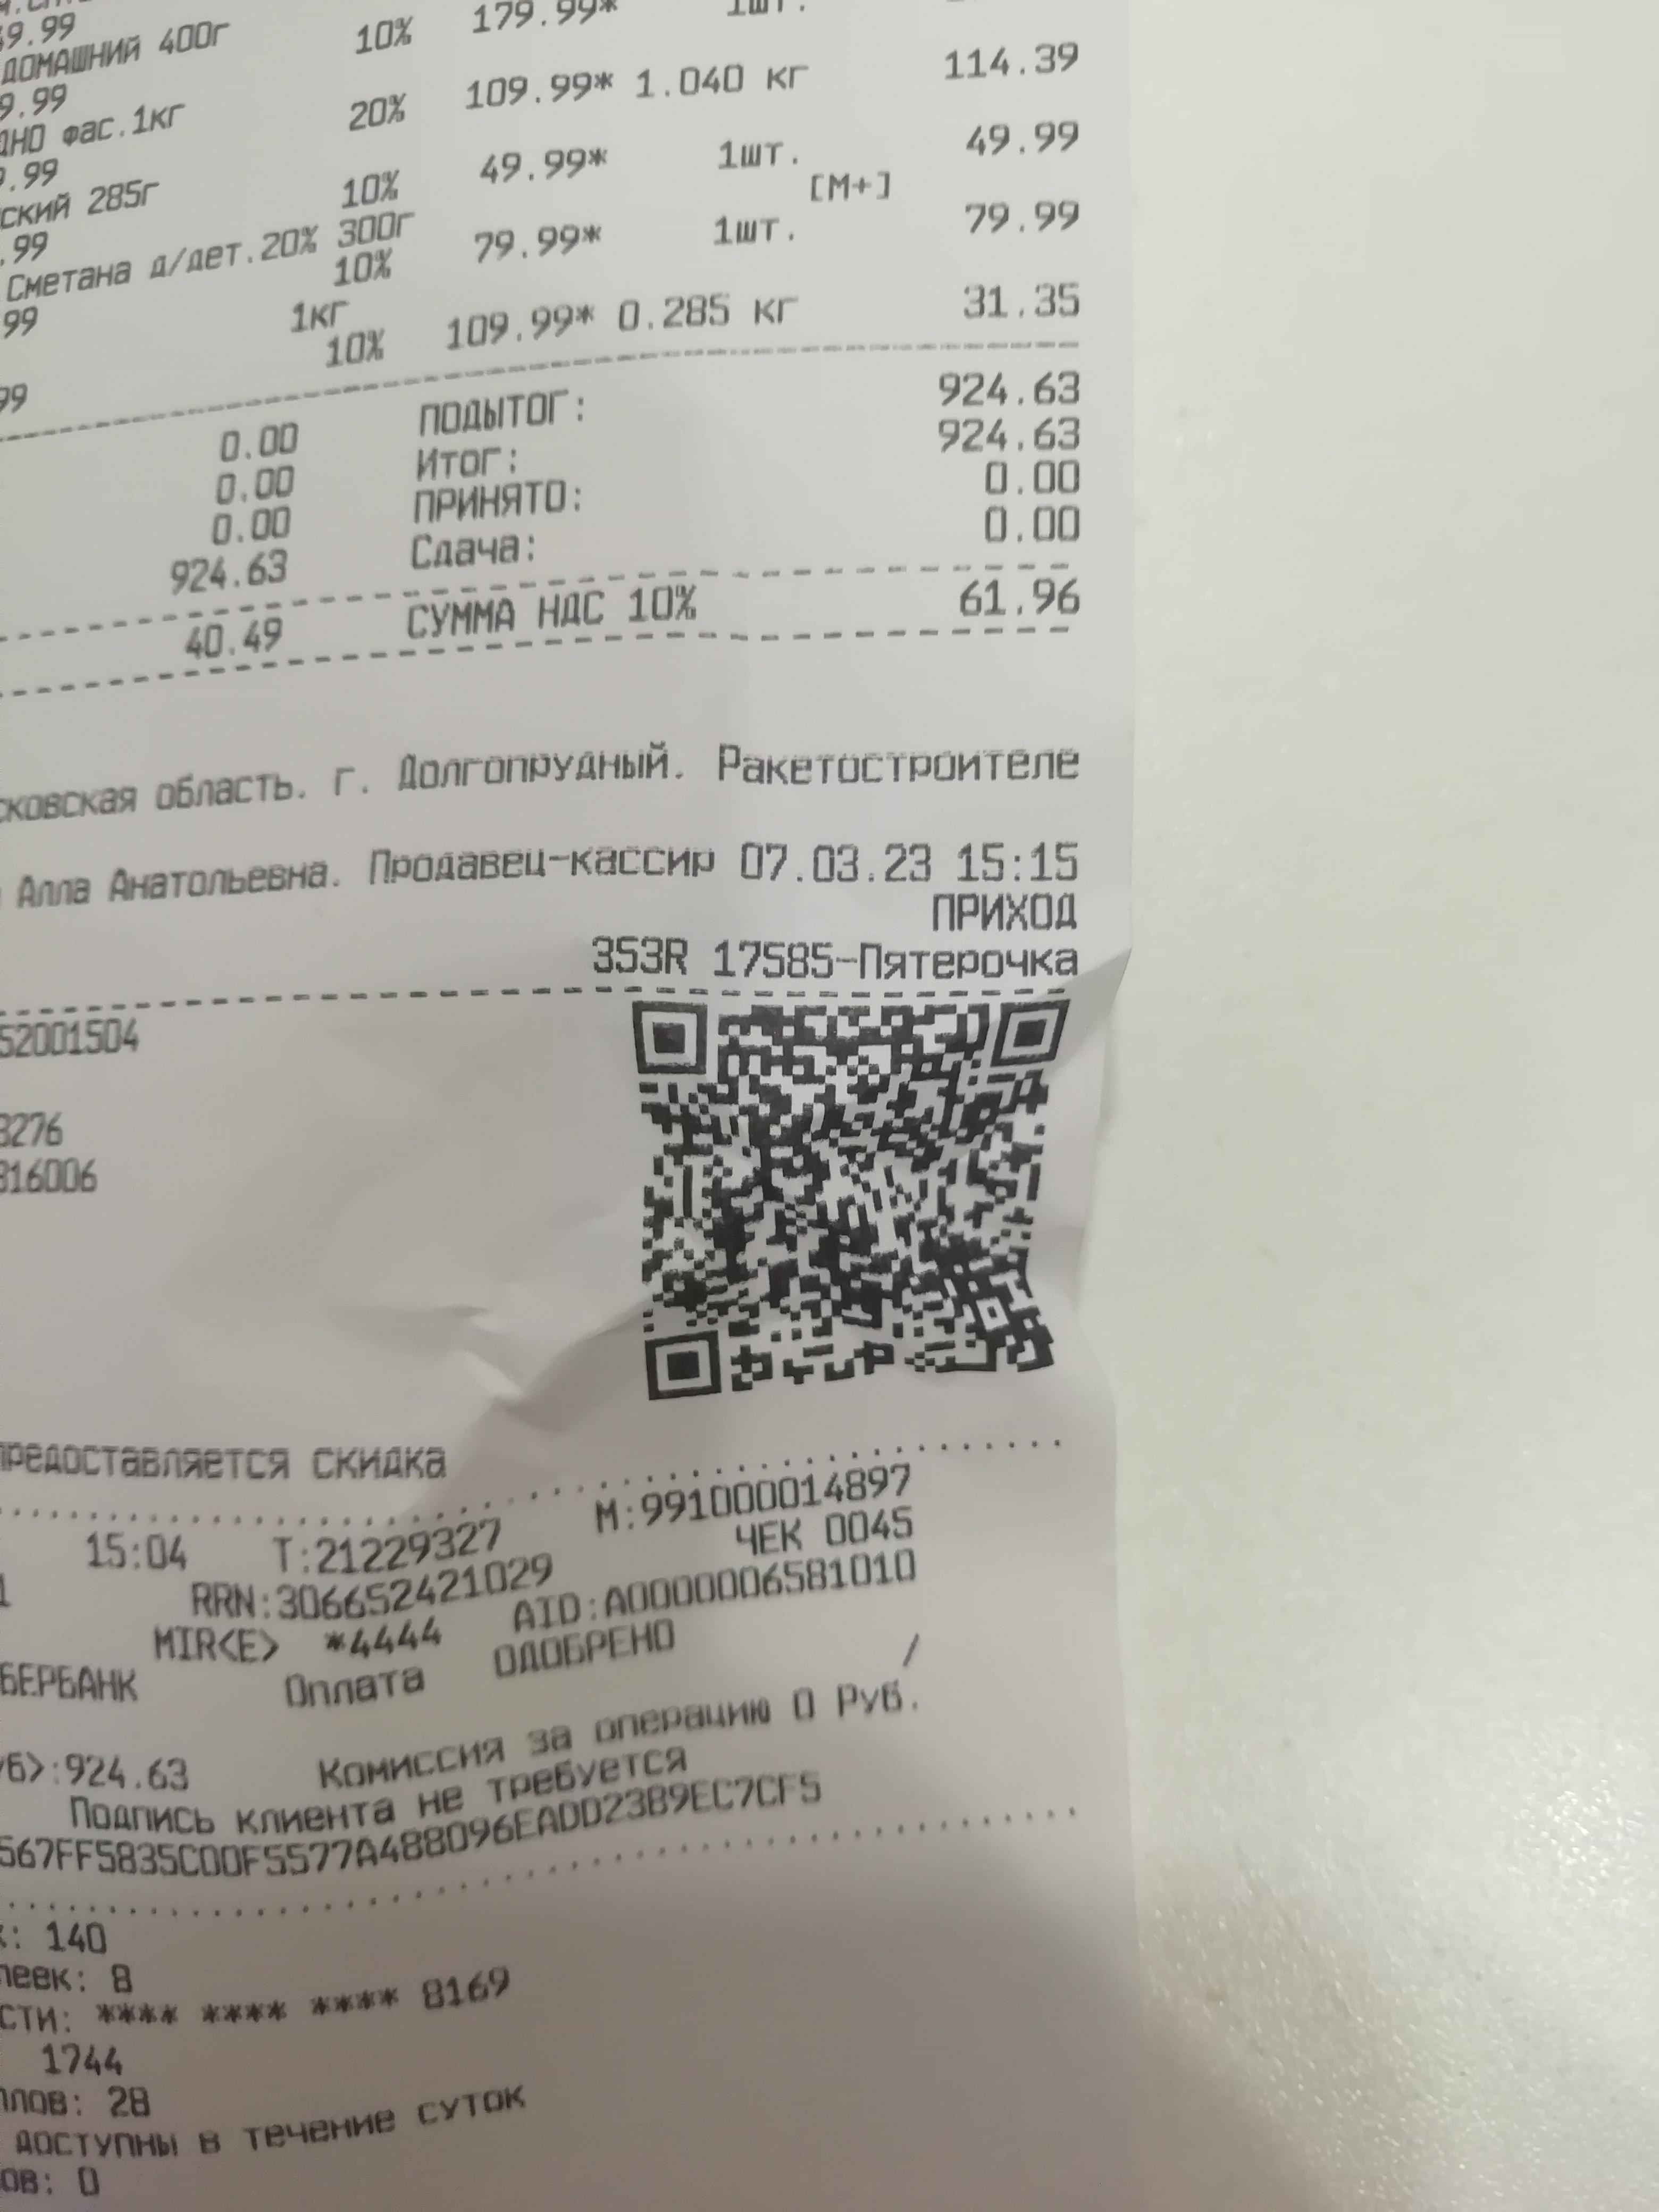 49.99 179.99* 1шт.
ДОМАШНИЙ 400г 10%
9.99 109.99* 1.040 кг 114.39
ДНО фас.1кг 20%
9.99 49.99* 1шт. 49.99
ский 285г 10% [М+]
.99 79.99* 1шт. 79.99
Сметана д/дет.20% 300г
99 10%
1кг 109.99* 0.285 кг 31.35
10%
99
0.00 ПОДЫТОГ: 924.63
0.00 Итог: 924.63
0.00 ПРИНЯТО: 0.00
924.63 Сдача: 0.00
40.49 СУММА НДС 10% 61.96
сковская область. г. Долгопрудный. Ракетостроителе
Алла Анатольевна. Продавец-кассир 07.03.23 15:15
ПРИХОД
353R 17585-Пятерочка
52001504
3276
816006
предоставляется скидка
15:04 Т:21229327 М:991000014897
RRN:306652421029 ЧЕК 0045
MIR<E> *4444 AID:A0000006581010
БЕРБАНК Оплата ОДОБРЕНО
/
уб>:924.63 Комиссия за операцию 0 Руб.
Подпись клиента не требуется
567FF5835C00F5577A488096EADD23B9EC7CF5
к: 140
леек: 8
сти: **** **** **** 8169
1744
ллов: 28
доступны в течение суток
ов: 0